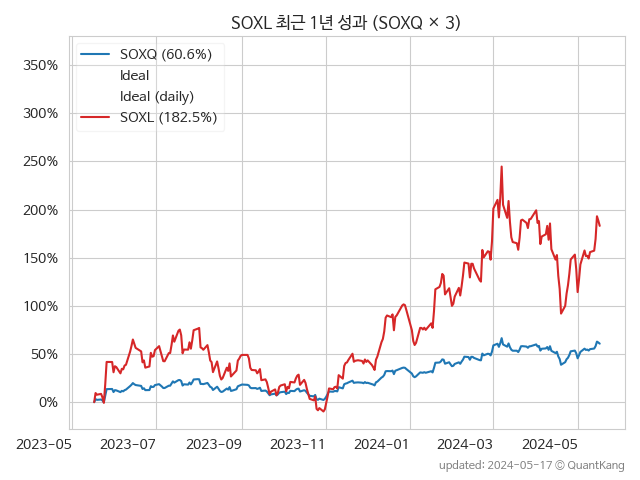 SOXL 최근 1년 성과 (SOXQ × 3)
SOXQ (60.6%)
Ideal
Ideal (daily)
SOXL (182.5%)
350%
300%
250%
200%
150%
100%
50%
0%
2023-05 2023-07 2023-09 2023-11 2024-01 2024-03 2024-05
updated: 2024-05-17 © QuantKang